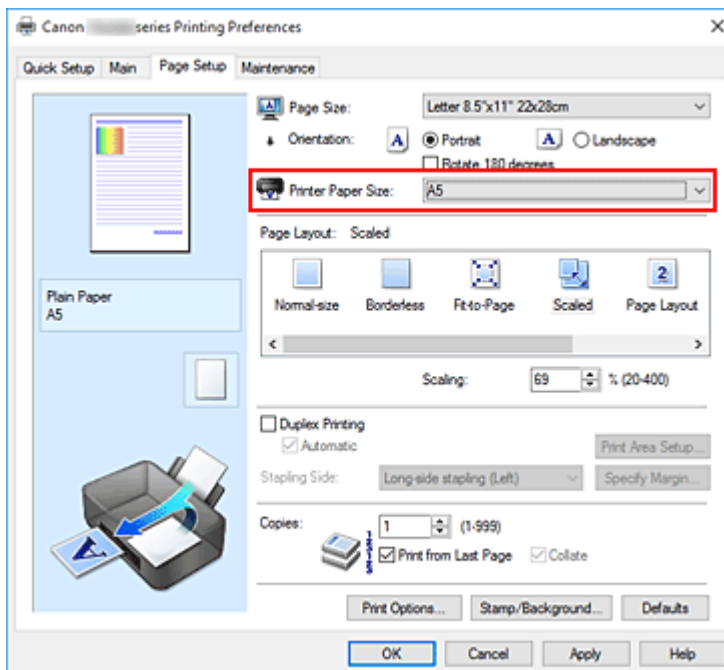 Canon series Printing Preferences
Quick Setup Main Page Setup Maintenance
Page Size: Letter 8.5"x11" 22x28cm
Orientation: A Portrait A Landscape
Rotate 180 degrees
Printer Paper Size: A5
Page Layout: Scaled
Normal-size Borderless Fit-to-Page Scaled Page Layout
Plain Paper
A5
Scaling: 69 % (20-400)
Duplex Printing
Automatic Print Area Setup...
Stapling Side: Long-side stapling (Left) Specify Margin...
Copies: 1 (1-999)
Print from Last Page Collate
Print Options... Stamp/Background... Defaults
OK Cancel Apply Help